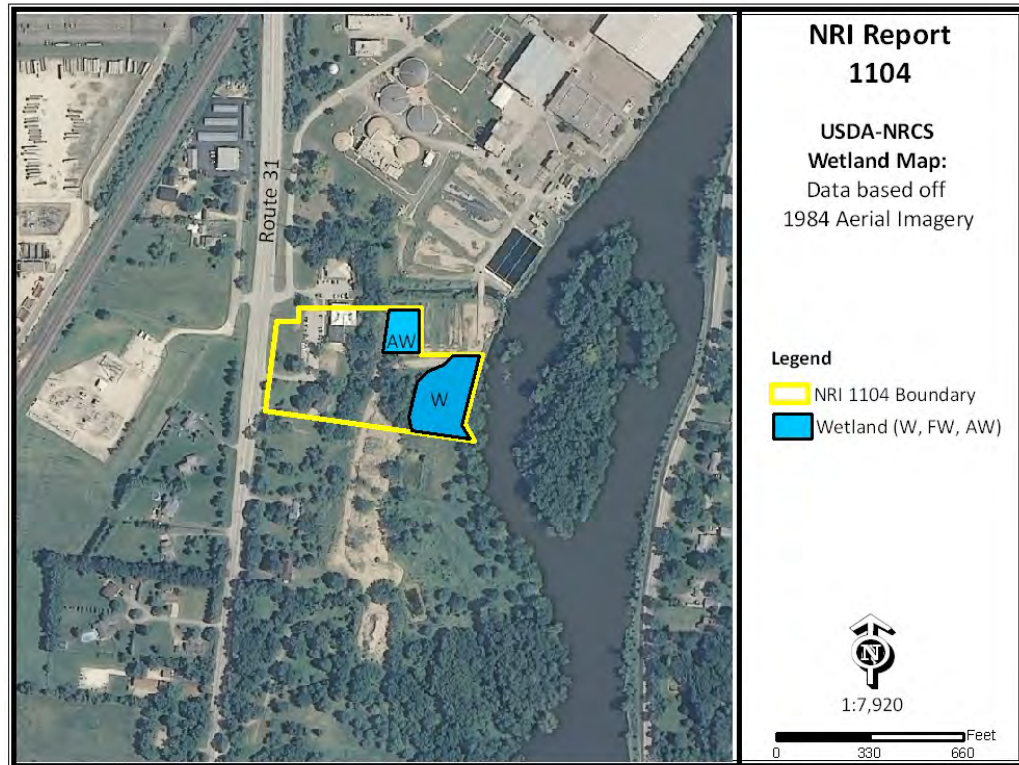 NRI Report
1104
USDA-NRCS
Wetland Map:
Data based off
1984 Aerial Imagery
Route 31
AW
W
Legend
NRI 1104 Boundary
Wetland (W, FW, AW)
N
1:7,920
Feet
0 330 660